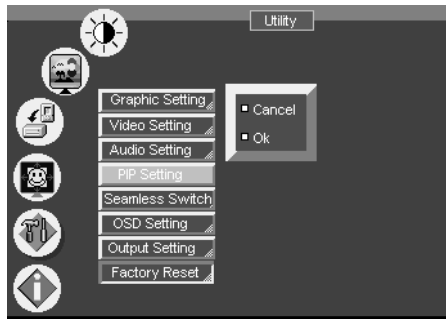 Utility
Graphic Setting
Video Setting
Audio Setting
PIP Setting
Seamless Switch
OSD Setting
Output Setting
Factory Reset
Cancel
Ok